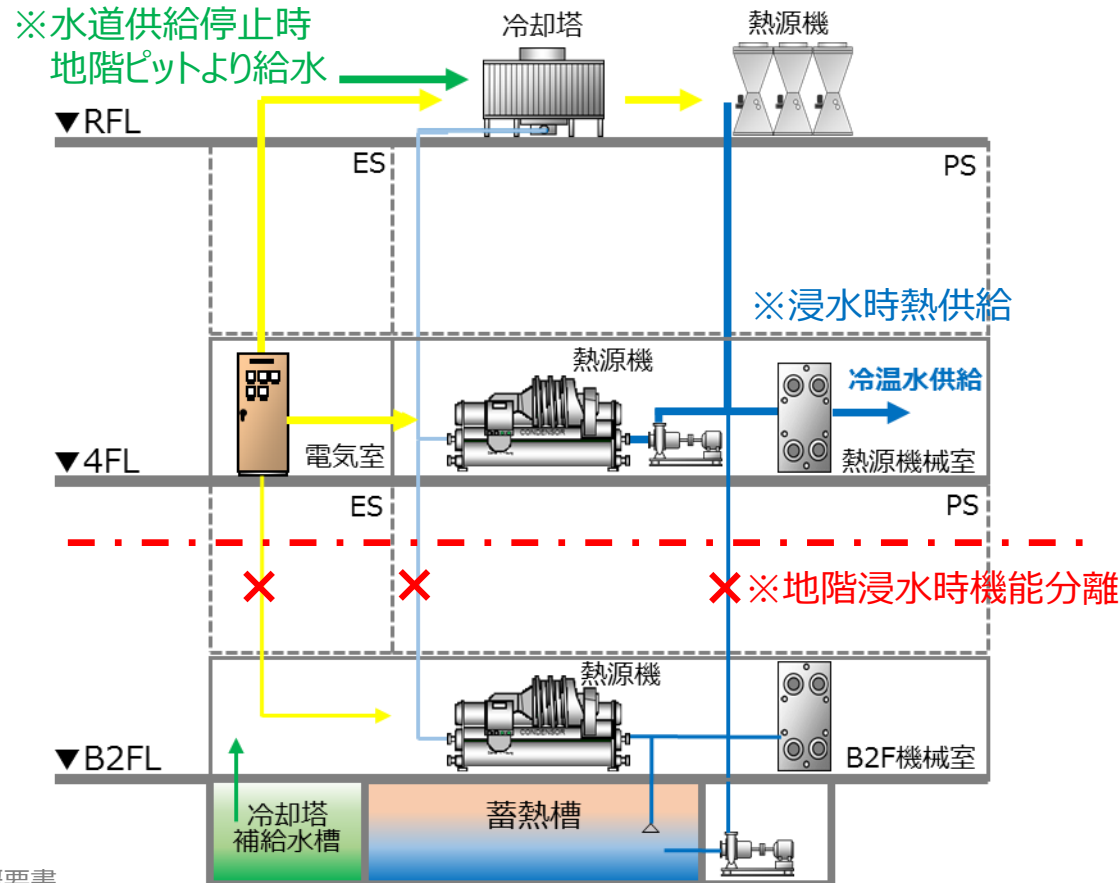 ※水道供給停止時
地階ピットより給水
冷却塔
熱源機
▼RFL
ES
PS
※浸水時熱供給
熱源機
冷温水供給
CONDENSOR
電気室
熱源機械室
▼4FL
ES
PS
※地階浸水時機能分離
熱源機
CONDENSOR
B2F機械室
▼B2FL
冷却塔
補給水槽
蓄熱槽
要書